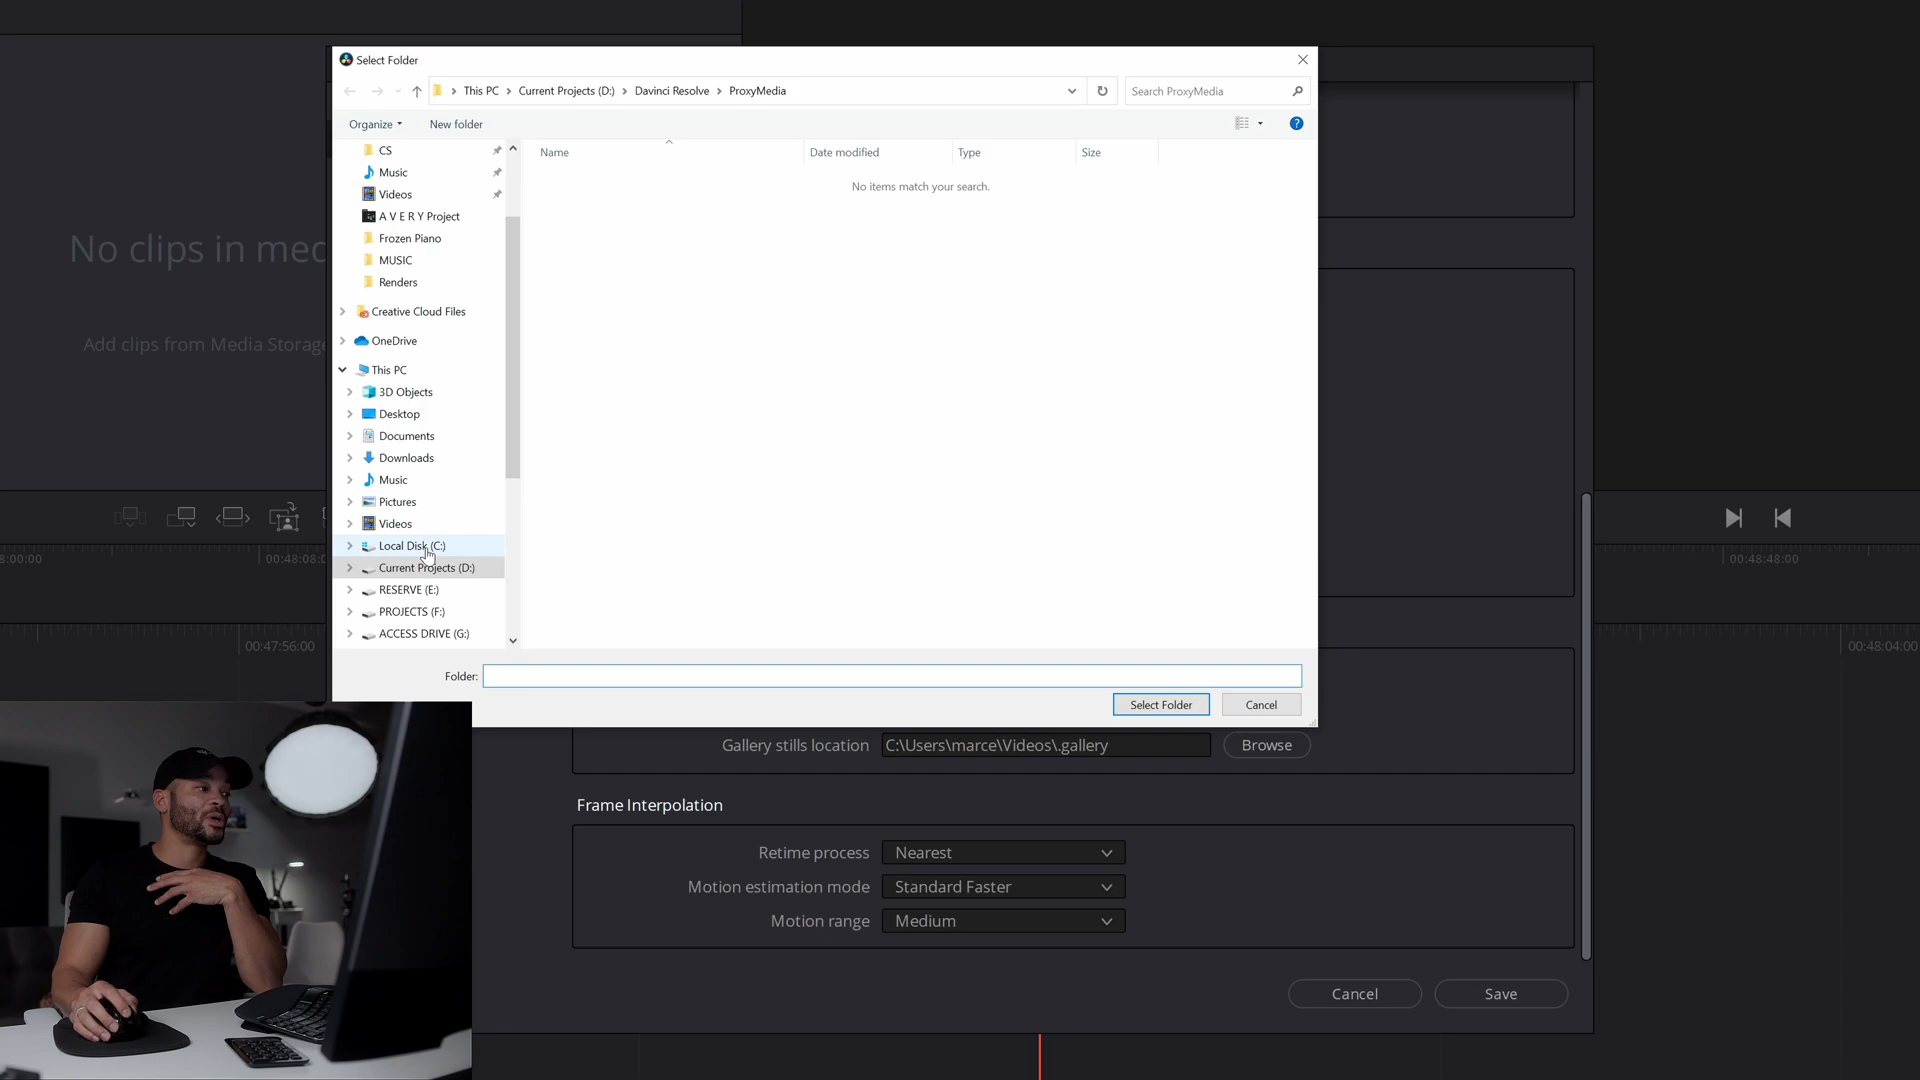 Select Folder
This PC
Current Projects (D:)
Davinci Resolve
ProxyMedia
Search ProxyMedia
Organize
New folder
?
Name
Date modified
Type
Size
No items match your search.
CS
Music
Videos
A V E R Y Project
Frozen Piano
MUSIC
Renders
Creative Cloud Files
OneDrive
This PC
3D Objects
Desktop
Documents
Downloads
Music
Pictures
Videos
Local Disk (C:)
Current Projects (D:)
RESERVE (E:)
PROJECTS (F:)
ACCESS DRIVE (G:)
Folder:
Select Folder
Cancel
No clips in med
Add clips from Media Storage
8:00:00
00:48:08:0
00:48:48:00
00:47:56:00
00:48:04:00
Gallery stills location
C:\Users\marce\Videos\.gallery
Browse
Frame Interpolation
Retime process
Nearest
Motion estimation mode
Standard Faster
Motion range
Medium
Cancel
Save